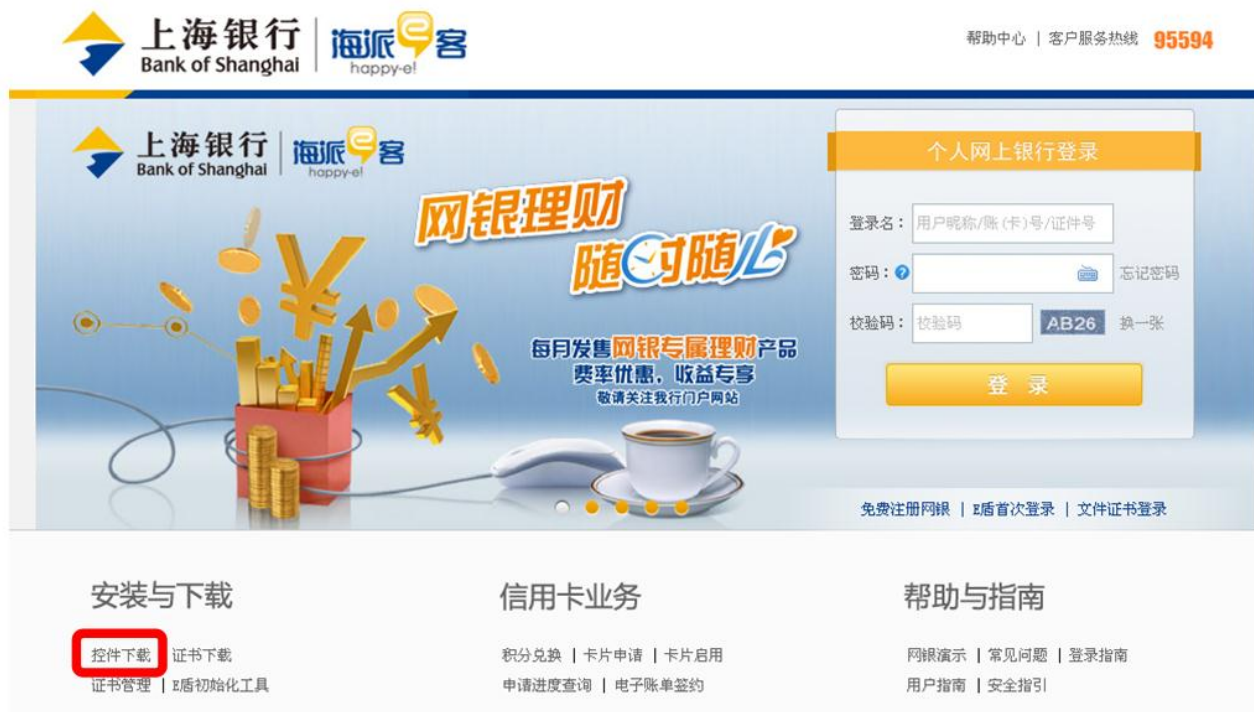 上海银行 海派e客
Bank of Shanghai happy-e!
帮助中心 | 客户服务热线 95594
上海银行 海派e客
Bank of Shanghai happy-e!
网银理财
随时随心
每月发售网银专属理财产品
费率优惠，收益专享
敬请关注我行门户网站
个人网上银行登录
登录名： 用户昵称/账(卡)号/证件号
密码： 忘记密码
校验码： 校验码 AB26 换一张
登 录
免费注册网银 | E盾首次登录 | 文件证书登录
安装与下载
控件下载 证书下载
证书管理 | E盾初始化工具
信用卡业务
积分兑换 | 卡片申请 | 卡片启用
申请进度查询 | 电子账单签约
帮助与指南
网银演示 | 常见问题 | 登录指南
用户指南 | 安全指引